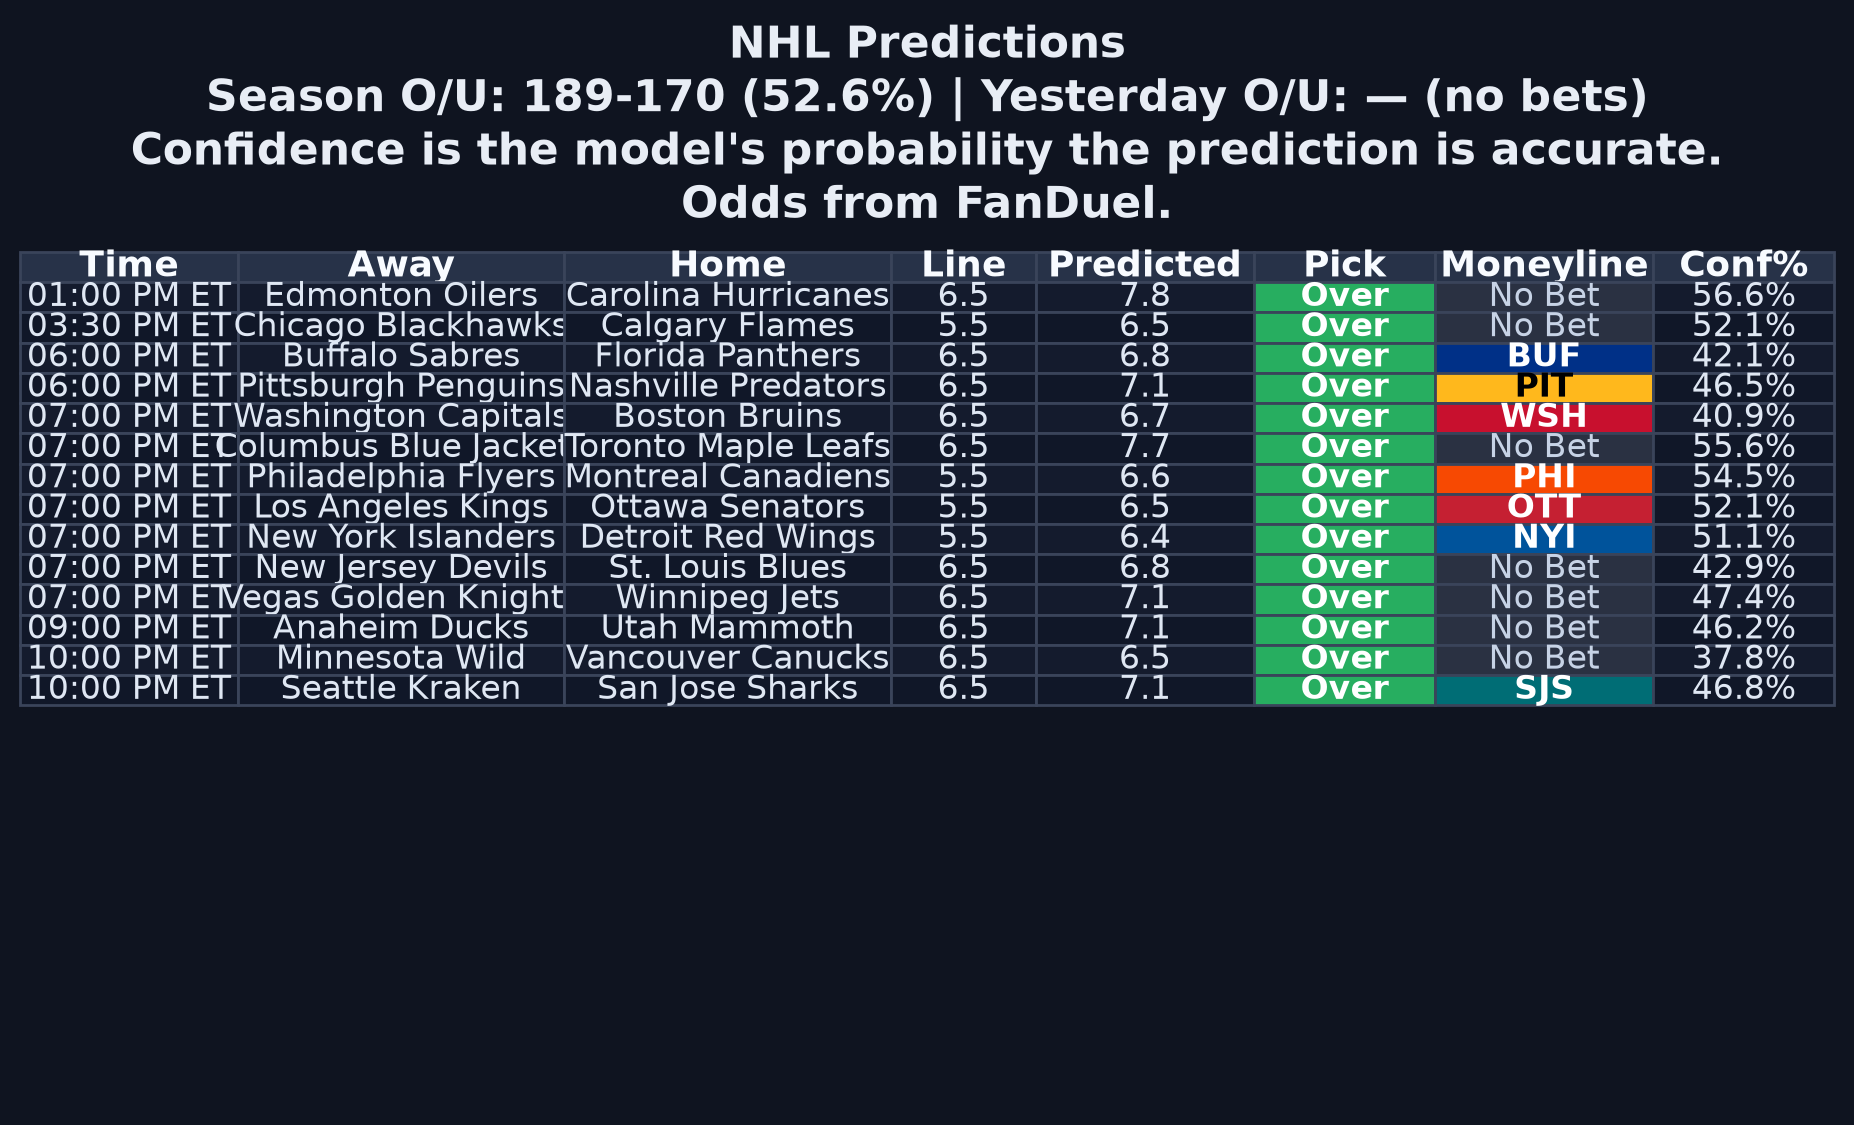 NHL Predictions
Season O/U: 189-170 (52.6%) | Yesterday O/U: — (no bets)
Confidence is the model's probability the prediction is accurate.
Odds from FanDuel.
Time Away Home Line Predicted Pick Moneyline Conf%
01:00 PM ET Edmonton Oilers Carolina Hurricanes 6.5 7.8 Over No Bet 56.6%
03:30 PM ET Chicago Blackhawks Calgary Flames 5.5 6.5 Over No Bet 52.1%
06:00 PM ET Buffalo Sabres Florida Panthers 6.5 6.8 Over BUF 42.1%
06:00 PM ET Pittsburgh Penguins Nashville Predators 6.5 7.1 Over PIT 46.5%
07:00 PM ET Washington Capitals Boston Bruins 6.5 6.7 Over WSH 40.9%
07:00 PM ET Columbus Blue Jacket Toronto Maple Leafs 6.5 7.7 Over No Bet 55.6%
07:00 PM ET Philadelphia Flyers Montreal Canadiens 5.5 6.6 Over PHI 54.5%
07:00 PM ET Los Angeles Kings Ottawa Senators 5.5 6.5 Over OTT 52.1%
07:00 PM ET New York Islanders Detroit Red Wings 5.5 6.4 Over NYI 51.1%
07:00 PM ET New Jersey Devils St. Louis Blues 6.5 6.8 Over No Bet 42.9%
07:00 PM ET Vegas Golden Knight Winnipeg Jets 6.5 7.1 Over No Bet 47.4%
09:00 PM ET Anaheim Ducks Utah Mammoth 6.5 7.1 Over No Bet 46.2%
10:00 PM ET Minnesota Wild Vancouver Canucks 6.5 6.5 Over No Bet 37.8%
10:00 PM ET Seattle Kraken San Jose Sharks 6.5 7.1 Over SJS 46.8%